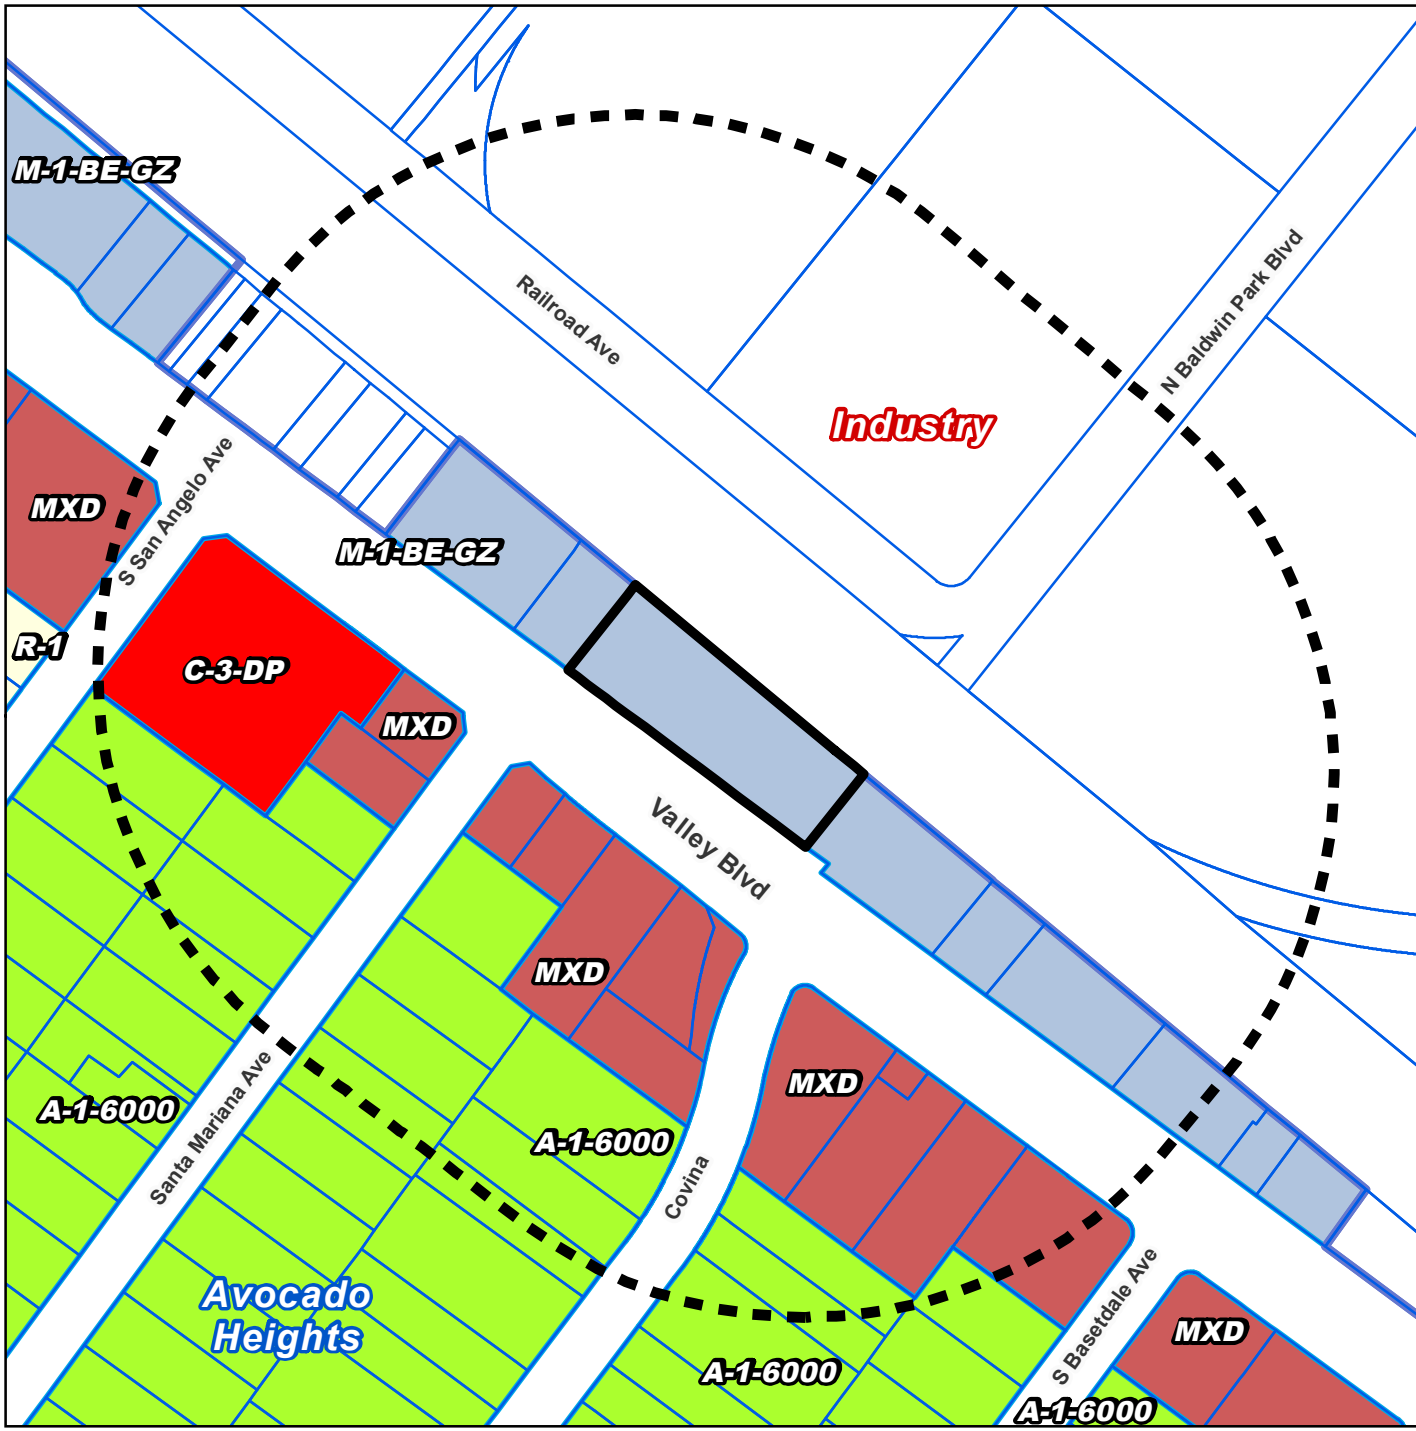 M-1-BE-GZ
Railroad Ave
N Baldwin Park Blvd
Industry
MXD
S San Angelo Ave
M-1-BE-GZ
R-1
C-3-DP
MXD
Valley Blvd
MXD
MXD
A-1-6000
Santa Mariana Ave
A-1-6000
Covina
Avocado
Heights
S Basetdale Ave
MXD
A-1-6000
A-1-6000